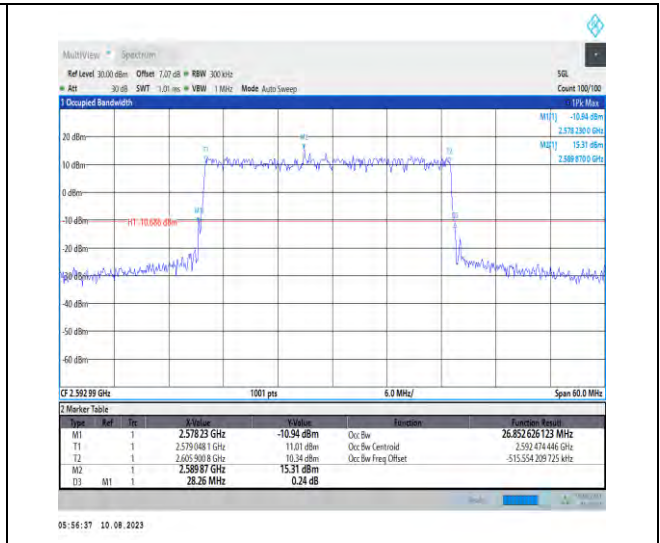 MultiView Spectrum
Ref Level 30.00 dBm Offset 7.07 dB RBW 300 kHz SGL
Att 30 dB SWT 1.01 ms VBW 1 MHz Mode Auto Sweep Count 100/100
1 Occupied Bandwidth 1Pk Max
M1[1] -10.94 dBm
2.578 230 0 GHz
M2[1] 15.31 dBm
2.589 870 0 GHz
20 dBm
M2
T1 T2
10 dBm
0 dBm
M1
-10 dBm H1 -10.686 dBm
D3
-20 dBm
-30 dBm
-40 dBm
-50 dBm
-60 dBm
CF 2.592 99 GHz 1001 pts 6.0 MHz/ Span 60.0 MHz
2 Marker Table
Type Ref Trc X-Value Y-Value Function Function Result
M1 1 2.578 23 GHz -10.94 dBm Occ Bw 26.852 626 123 MHz
T1 1 2.579 048 1 GHz 11.01 dBm Occ Bw Centroid 2.592 474 446 GHz
T2 1 2.605 900 8 GHz 10.34 dBm Occ Bw Freq Offset -515.554 209 725 kHz
M2 1 2.589 87 GHz 15.31 dBm
D3 M1 1 28.26 MHz 0.24 dB
05:56:37 10.08.2023